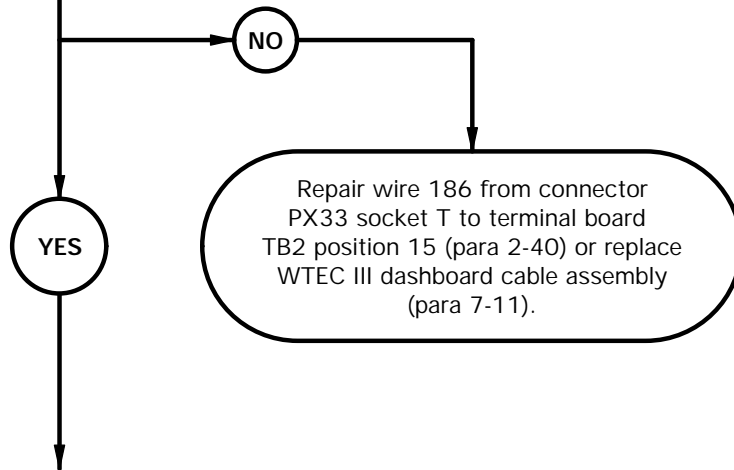 NO
Repair wire 186 from connector
PX33 socket T to terminal board
TB2 position 15 (para 2-40) or replace
WTEC III dashboard cable assembly
(para 7-11).
YES